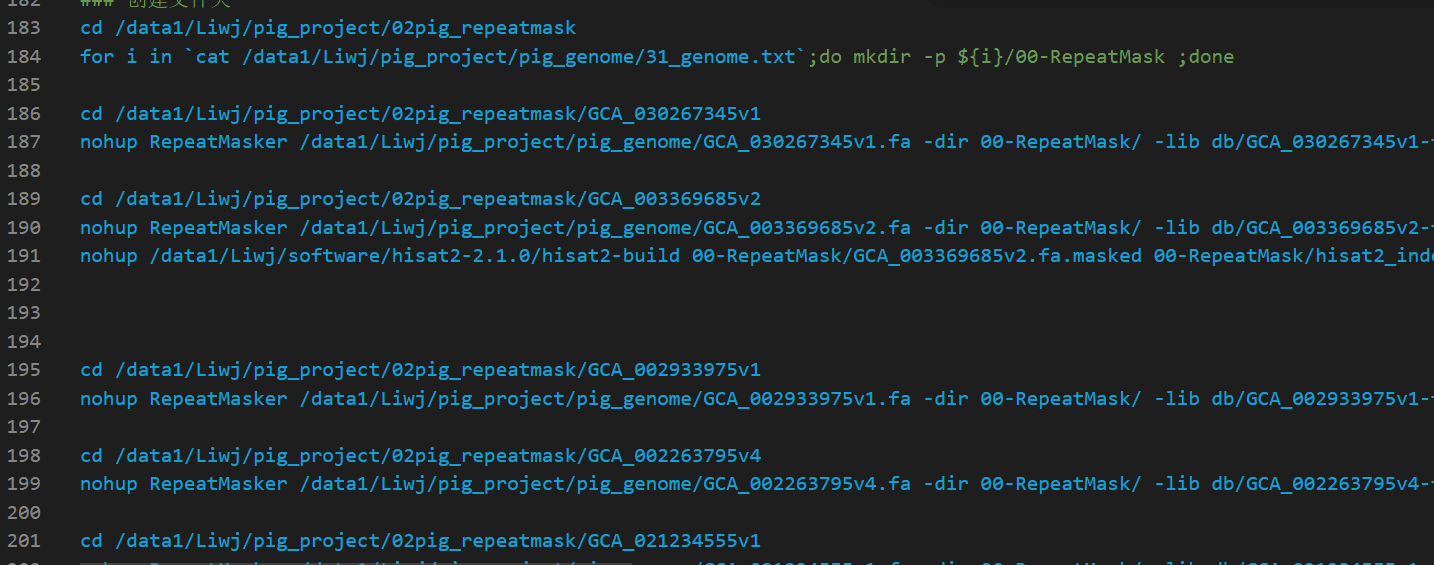 182 ### 创建文件夹
183 cd /data1/Liwj/pig_project/02pig_repeatmask
184 for i in `cat /data1/Liwj/pig_project/pig_genome/31_genome.txt`;do mkdir -p ${i}/00-RepeatMask ;done
185
186 cd /data1/Liwj/pig_project/02pig_repeatmask/GCA_030267345v1
187 nohup RepeatMasker /data1/Liwj/pig_project/pig_genome/GCA_030267345v1.fa -dir 00-RepeatMask/ -lib db/GCA_030267345v1-
188
189 cd /data1/Liwj/pig_project/02pig_repeatmask/GCA_003369685v2
190 nohup RepeatMasker /data1/Liwj/pig_project/pig_genome/GCA_003369685v2.fa -dir 00-RepeatMask/ -lib db/GCA_003369685v2-
191 nohup /data1/Liwj/software/hisat2-2.1.0/hisat2-build 00-RepeatMask/GCA_003369685v2.fa.masked 00-RepeatMask/hisat2_ind
192
193
194
195 cd /data1/Liwj/pig_project/02pig_repeatmask/GCA_002933975v1
196 nohup RepeatMasker /data1/Liwj/pig_project/pig_genome/GCA_002933975v1.fa -dir 00-RepeatMask/ -lib db/GCA_002933975v1-
197
198 cd /data1/Liwj/pig_project/02pig_repeatmask/GCA_002263795v4
199 nohup RepeatMasker /data1/Liwj/pig_project/pig_genome/GCA_002263795v4.fa -dir 00-RepeatMask/ -lib db/GCA_002263795v4-
200
201 cd /data1/Liwj/pig_project/02pig_repeatmask/GCA_021234555v1